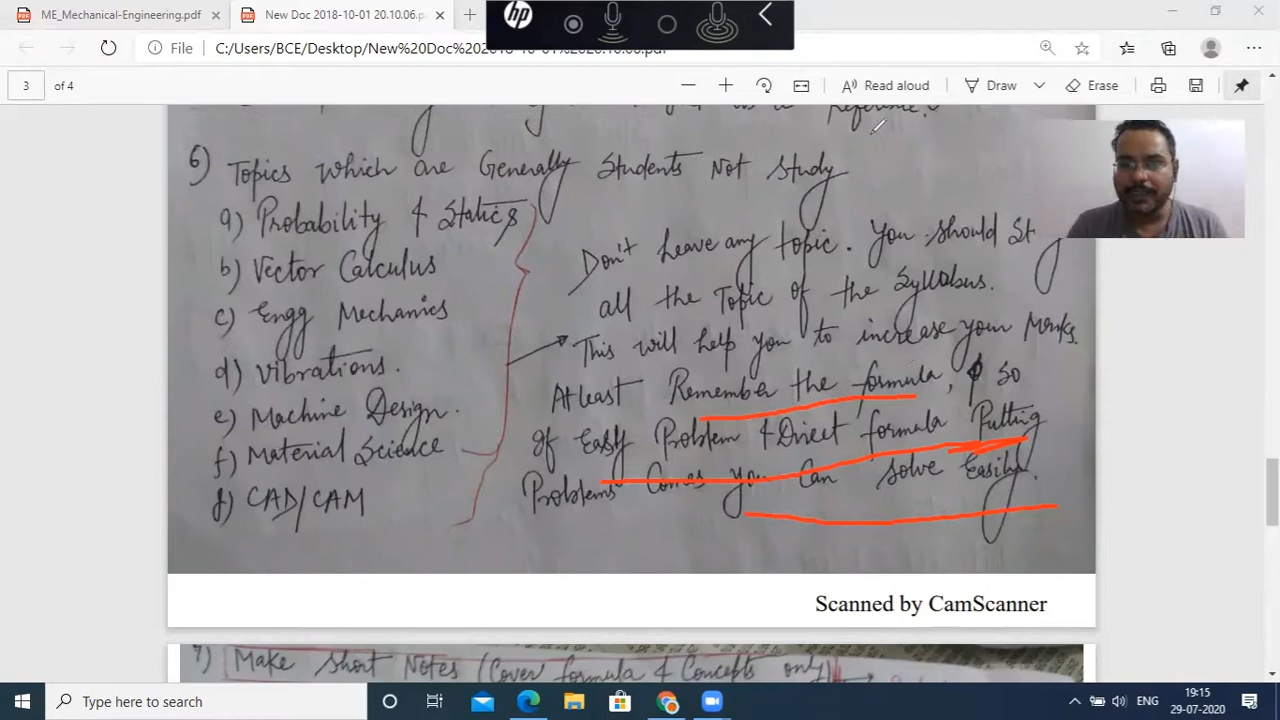 ME_Mechanical-Engineering.pdf
New Doc 2018-10-01 20.10.06.pdf
hp
File C:/Users/BCE/Desktop/New%20Doc%202018-10-01%2020.10.06.pdf
3 of 4
Read aloud
Draw
Erase
Reference.
6) Topics Which are Generally Students Not Study
a) Probability & Statics
b) Vector Calculus
c) Engg Mechanics
d) Vibrations.
e) Machine Design.
f) Material Science
g) CAD/CAM
Don't Leave any topic. You should St
all the Topic of the Syllabus.
This will help you to increase your Marks.
Atleast Remember the formula, so
If Easy Problem & Direct formula Putting
Problems Comes you Can solve Easily.
Scanned by CamScanner
7) Make Short Notes (Cover formula & Concepts only)
Type here to search
ENG
19:15
29-07-2020